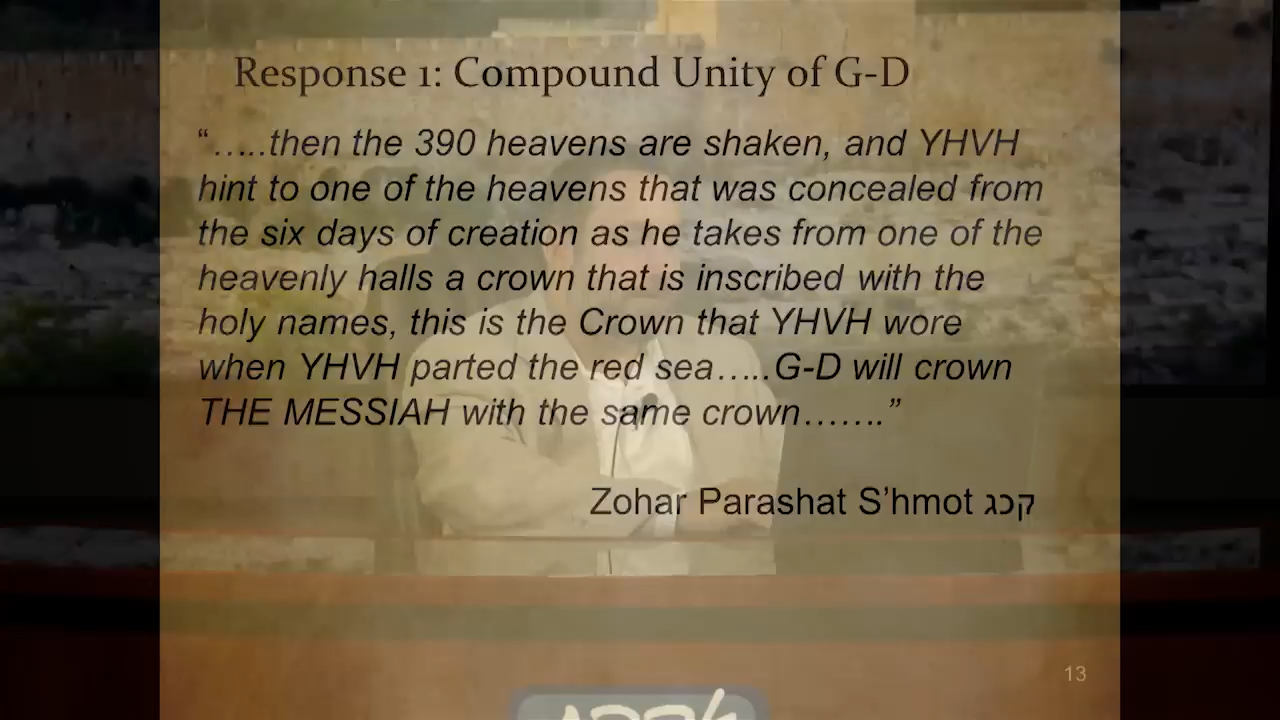 Response 1: Compound Unity of G-D
“…..then the 390 heavens are shaken, and YHVH
hint to one of the heavens that was concealed from
the six days of creation as he takes from one of the
heavenly halls a crown that is inscribed with the
holy names, this is the Crown that YHVH wore
when YHVH parted the red sea…..G-D will crown
THE MESSIAH with the same crown…….”
Zohar Parashat S’hmot קכג
13